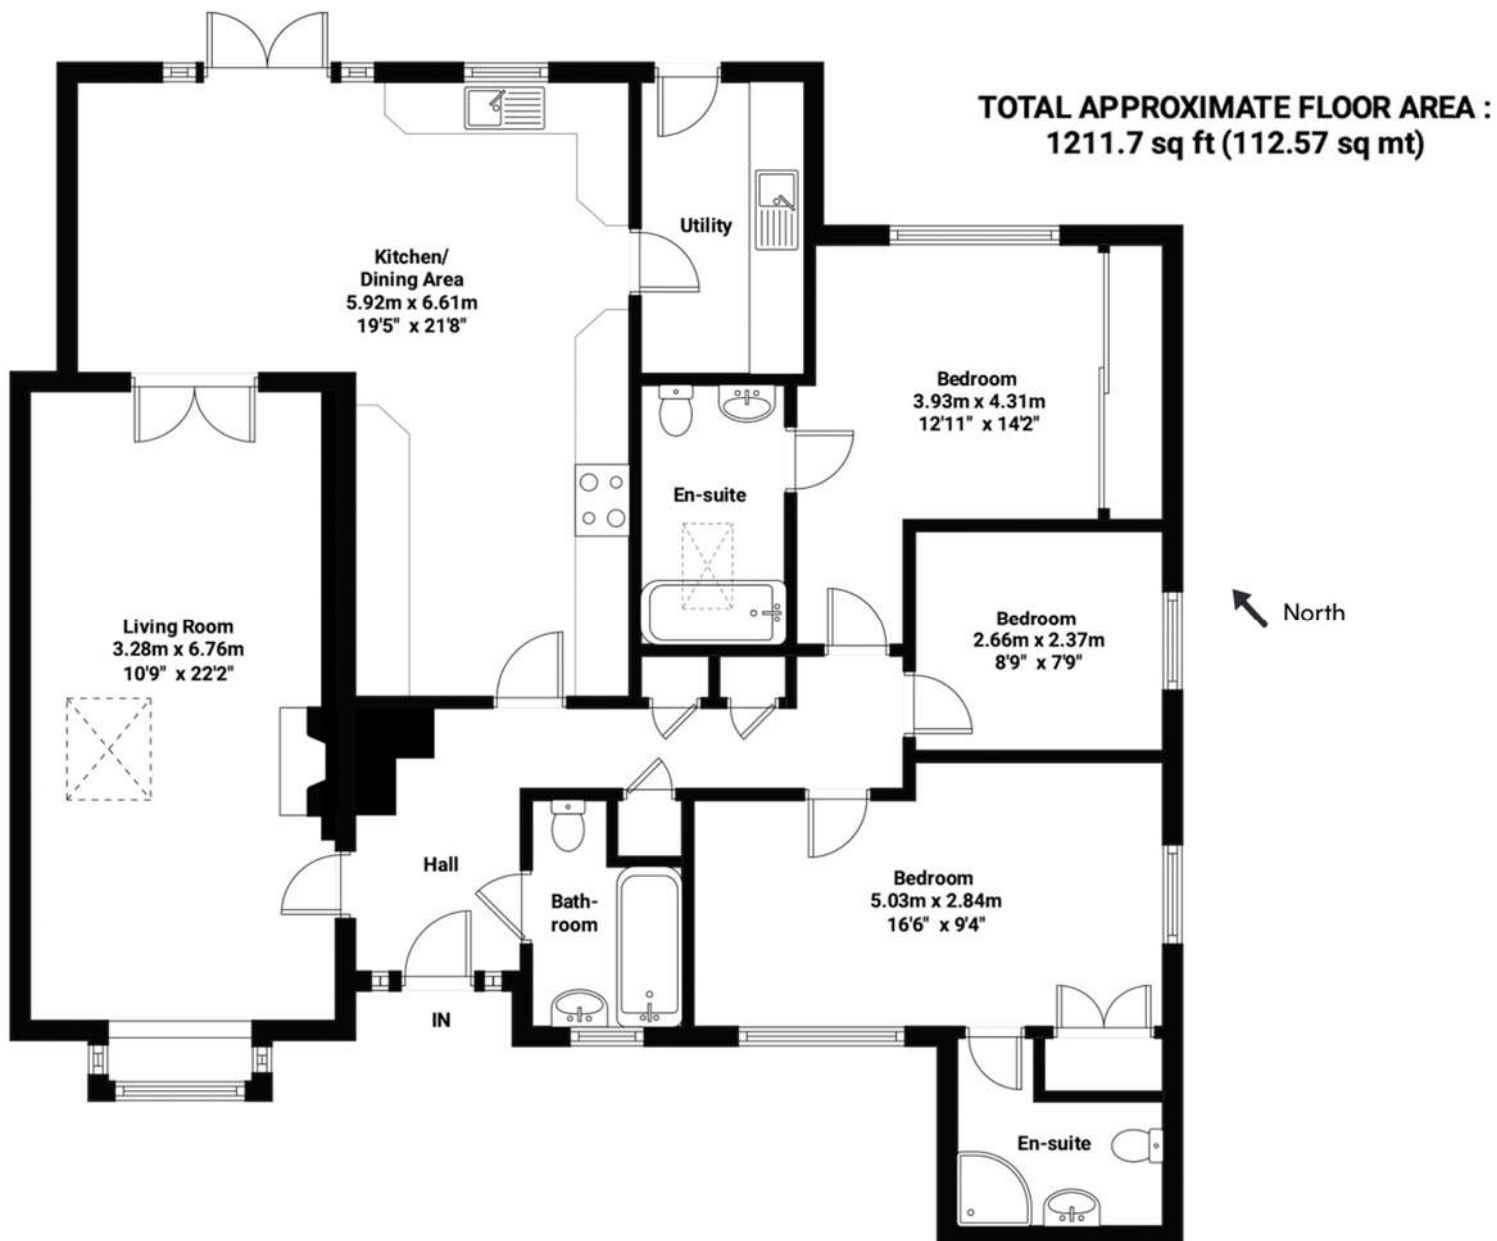 TOTAL APPROXIMATE FLOOR AREA :
1211.7 sq ft (112.57 sq mt)
Utility
Kitchen/
Dining Area
5.92m x 6.61m
19'5" x 21'8"
Bedroom
3.93m x 4.31m
12'11" x 14'2"
En-suite
Living Room
3.28m x 6.76m
10'9" x 22'2"
Bedroom
2.66m x 2.37m
8'9" x 7'9"
North
Hall
Bath-
room
Bedroom
5.03m x 2.84m
16'6" x 9'4"
IN
En-suite